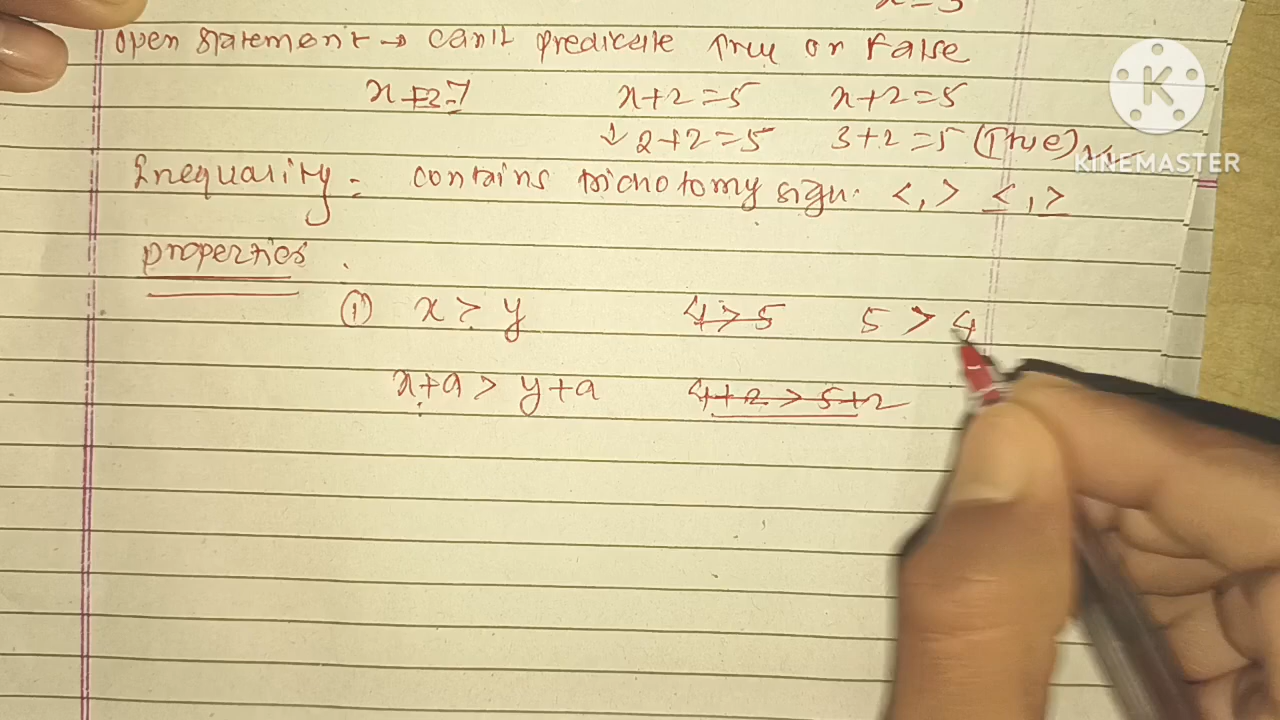 open statement → can't predicate True or False
x+2=7 x+2=5 x+2=5
↓ 2+2=5 3+2=5 (True)
Inequality = contains trichotomy sign. <, > ≤, ≥
properties.
① x > y 4>5 5 > 4
x+a > y+a 4+2 > 5+2
K
KINEMASTER